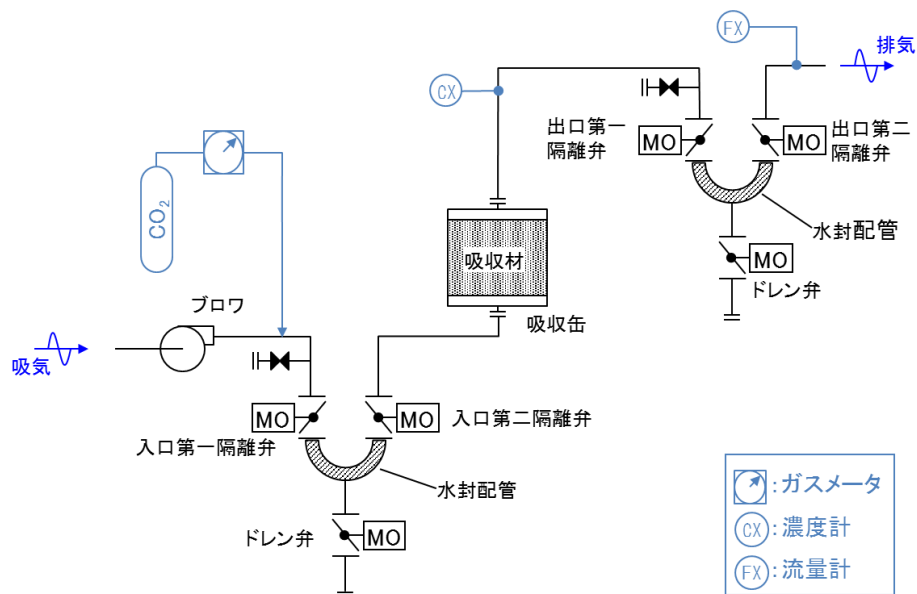 FX
排気
CX
出口第一
隔離弁
MO
MO
出口第二
隔離弁
CO2
水封配管
吸収材
MO
ドレン弁
ブロワ
吸収缶
吸気
MO
MO
入口第二隔離弁
入口第一隔離弁
水封配管
ドレン弁
MO
:ガスメータ
CX:濃度計
FX:流量計